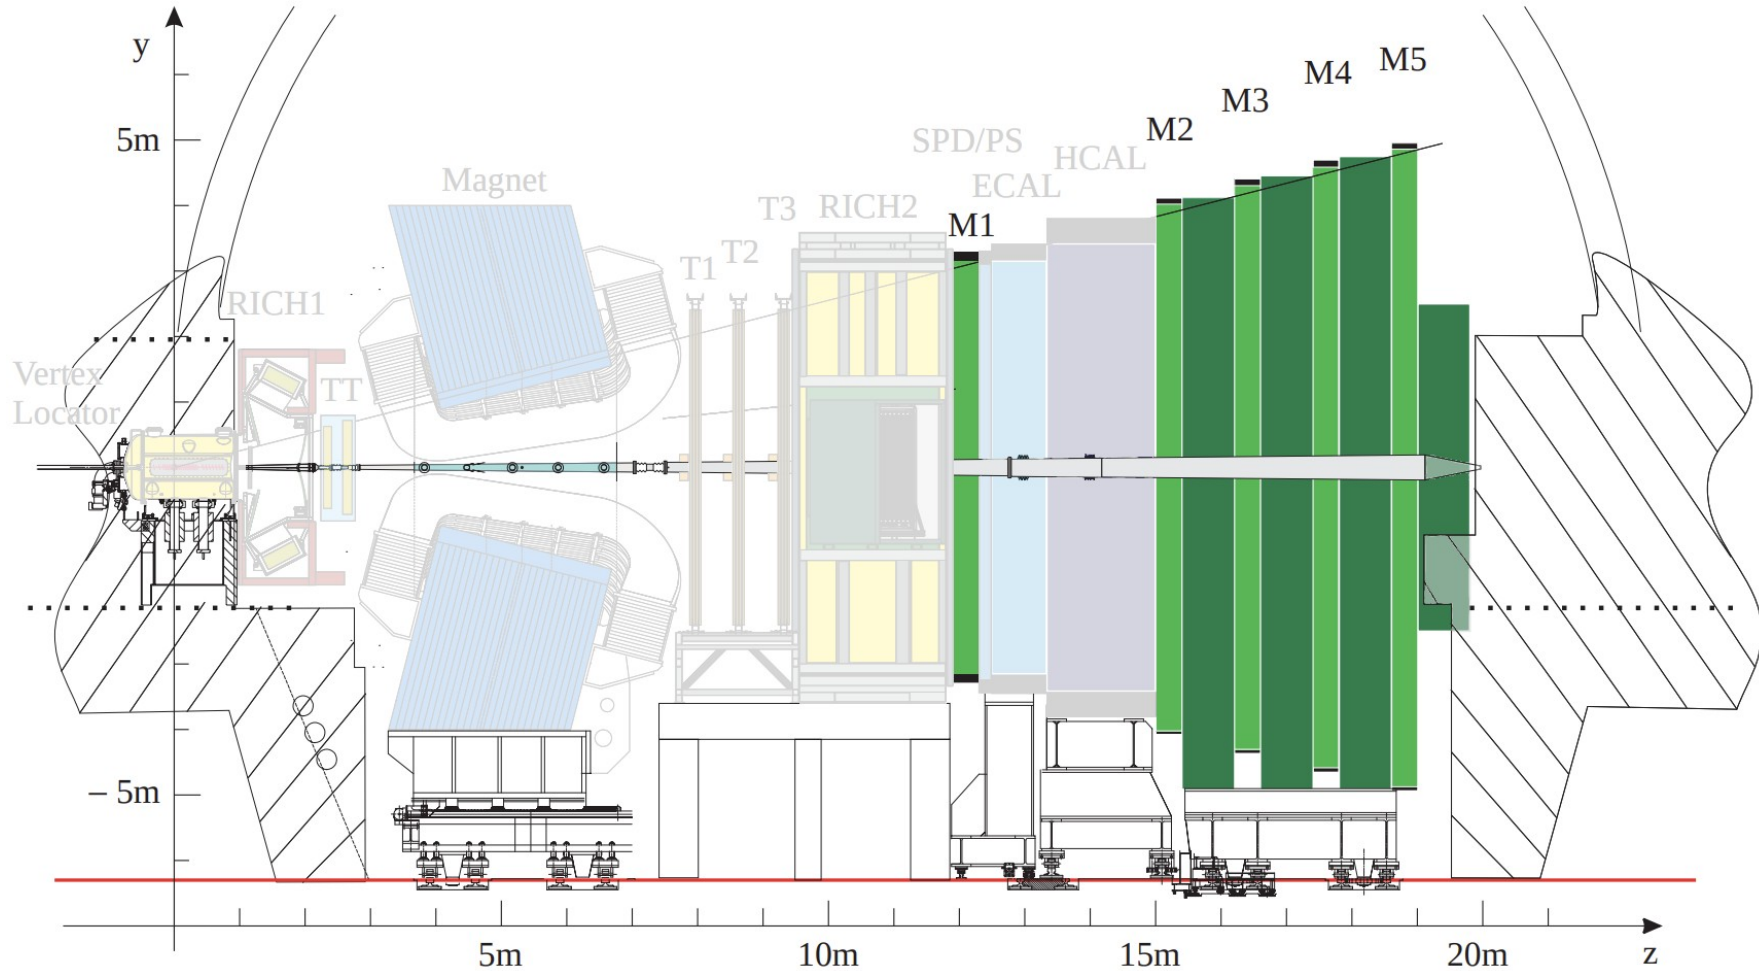 y
5m
− 5m
Vertex
Locator
RICH1
TT
Magnet
T1
T2
T3
RICH2
M1
SPD/PS
ECAL
HCAL
M2
M3
M4
M5
5m
10m
15m
20m
z